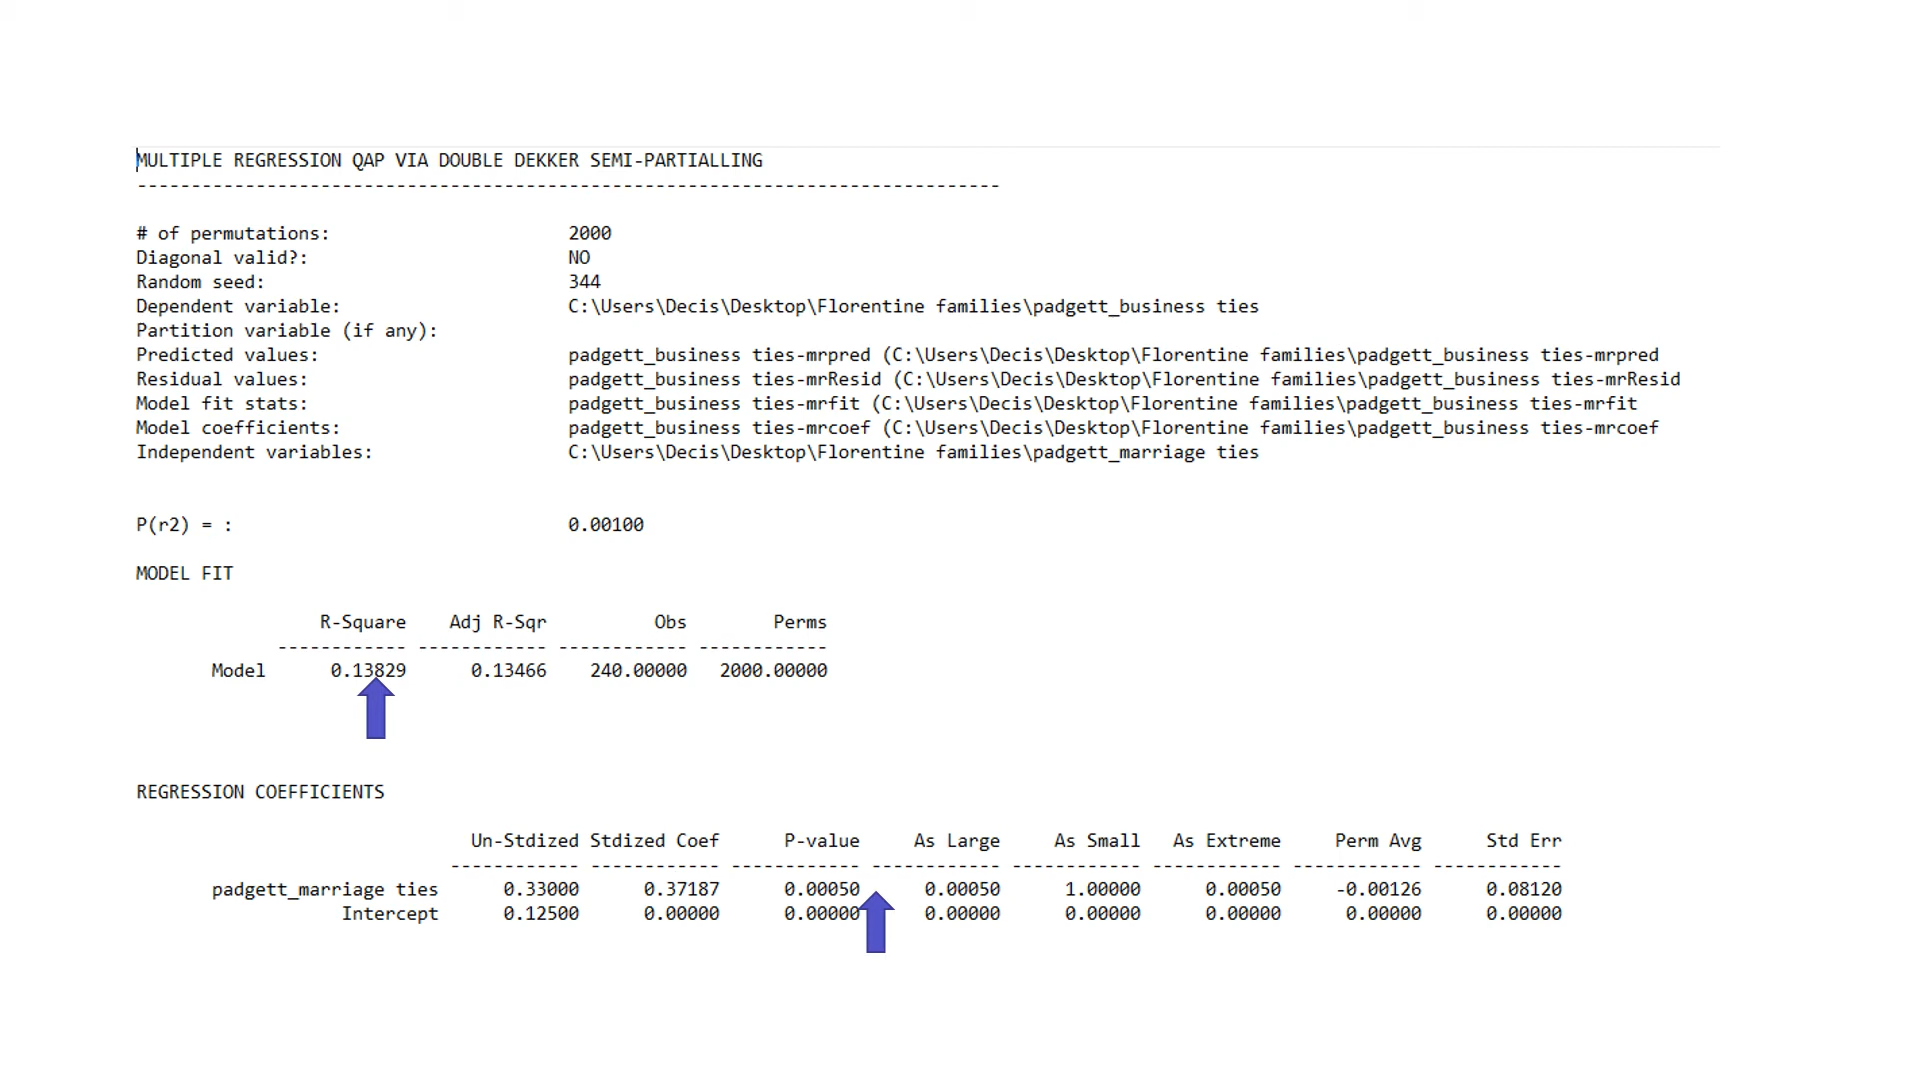 MULTIPLE REGRESSION QAP VIA DOUBLE DEKKER SEMI-PARTIALLING
--------------------------------------------------------------------------------
# of permutations: 2000
Diagonal valid?: NO
Random seed: 344
Dependent variable: C:\Users\Decis\Desktop\Florentine families\padgett_business ties
Partition variable (if any):
Predicted values: padgett_business ties-mrpred (C:\Users\Decis\Desktop\Florentine families\padgett_business ties-mrpred
Residual values: padgett_business ties-mrResid (C:\Users\Decis\Desktop\Florentine families\padgett_business ties-mrResid
Model fit stats: padgett_business ties-mrfit (C:\Users\Decis\Desktop\Florentine families\padgett_business ties-mrfit
Model coefficients: padgett_business ties-mrcoef (C:\Users\Decis\Desktop\Florentine families\padgett_business ties-mrcoef
Independent variables: C:\Users\Decis\Desktop\Florentine families\padgett_marriage ties
P(r2) = : 0.00100
MODEL FIT
R-Square Adj R-Sqr Obs Perms
------------ ------------ ------------ ------------
Model 0.13829 0.13466 240.00000 2000.00000
REGRESSION COEFFICIENTS
Un-Stdized Stdized Coef P-value As Large As Small As Extreme Perm Avg Std Err
------------ ------------ ------------ ------------ ------------ ------------ ------------ ------------
padgett_marriage ties 0.33000 0.37187 0.00050 0.00050 1.00000 0.00050 -0.00126 0.08120
Intercept 0.12500 0.00000 0.00000 0.00000 0.00000 0.00000 0.00000 0.00000